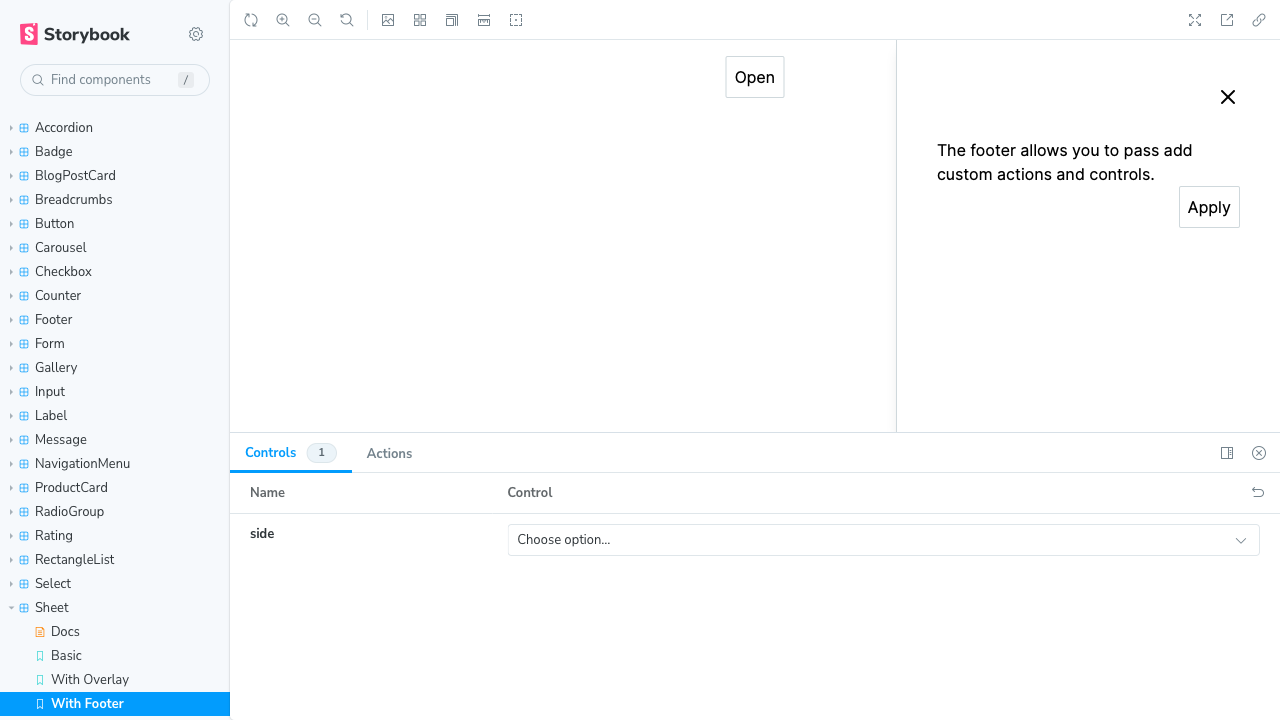 Storybook
Find components /
Accordion
Badge
BlogPostCard
Breadcrumbs
Button
Carousel
Checkbox
Counter
Footer
Form
Gallery
Input
Label
Message
NavigationMenu
ProductCard
RadioGroup
Rating
RectangleList
Select
Sheet
Docs
Basic
With Overlay
With Footer
Open
The footer allows you to pass add
custom actions and controls.
Apply
Controls 1 Actions
Name Control
side Choose option...